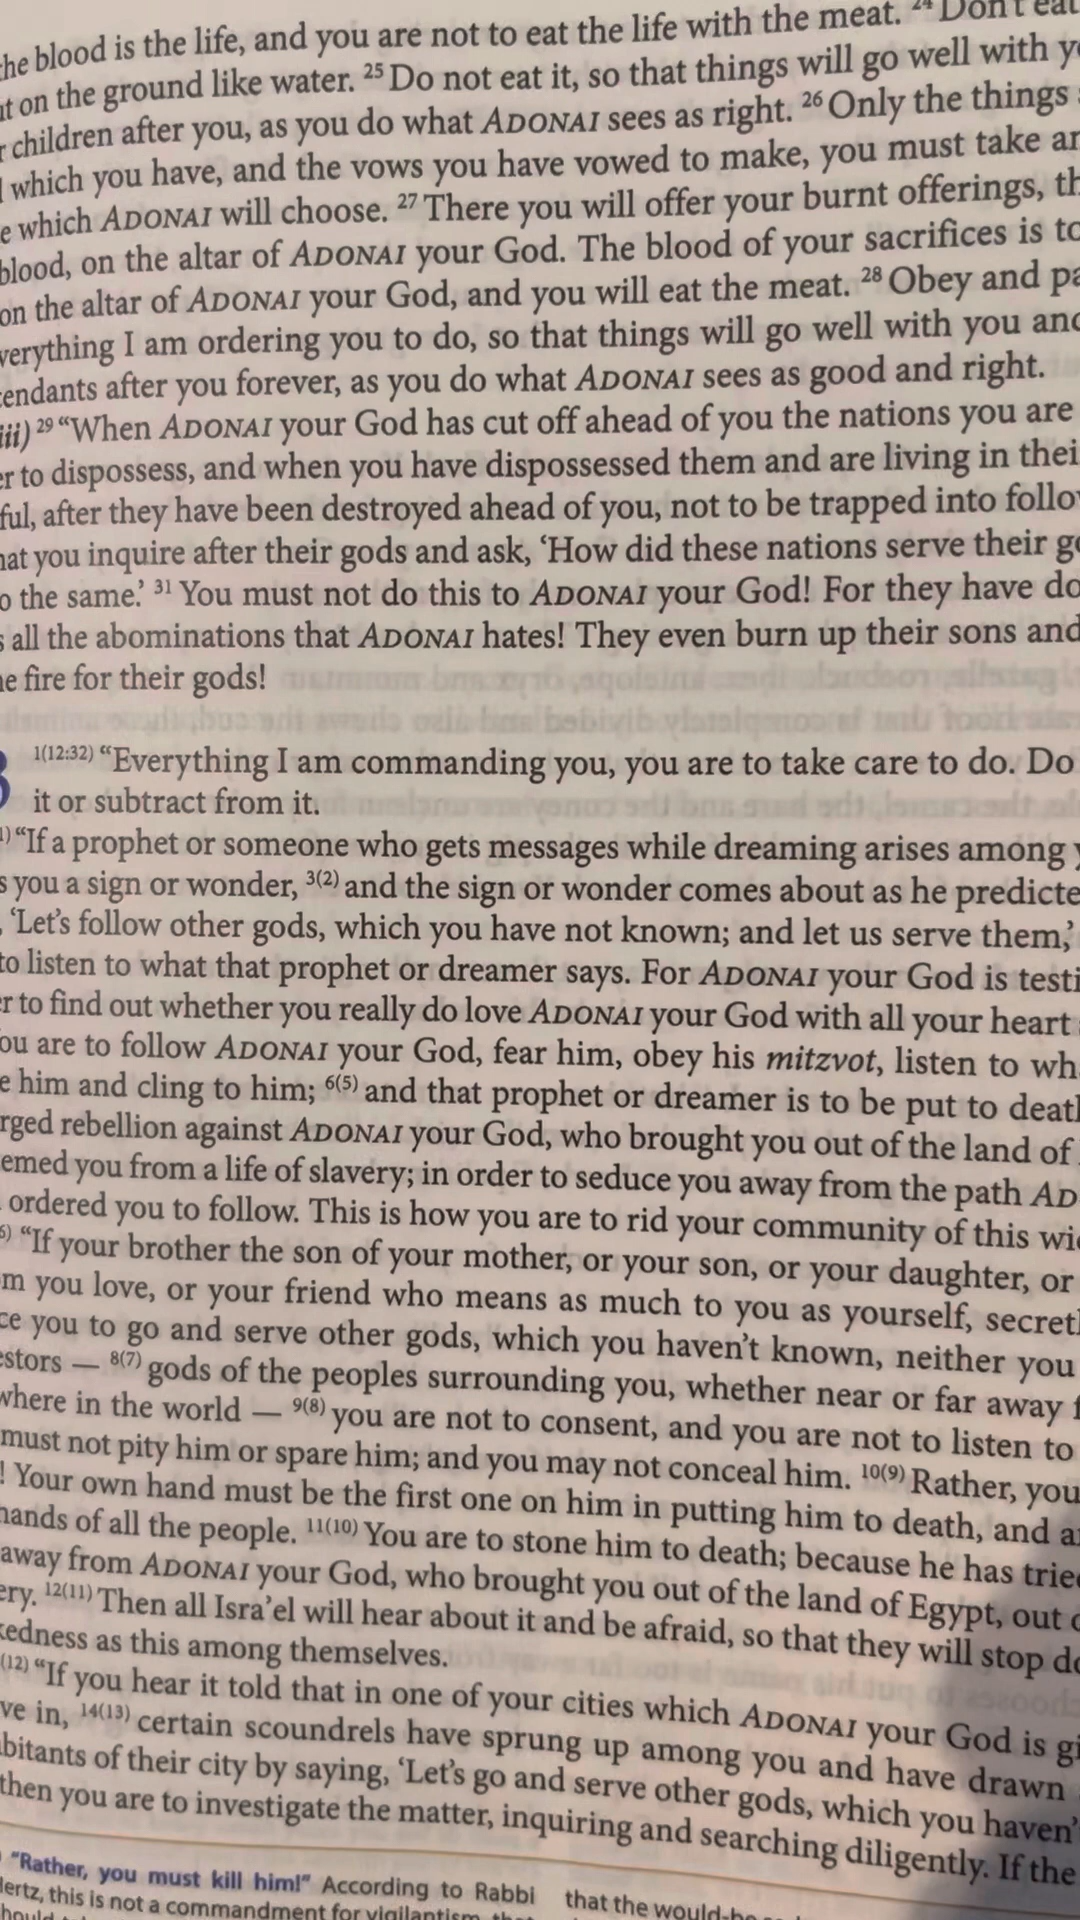 the blood is the life, and you are not to eat the life with the meat. 24 Don't eat
on the ground like water. 25 Do not eat it, so that things will go well with
children after you, as you do what ADONAI sees as right. 26 Only the things
which you have, and the vows you have vowed to make, you must take
which ADONAI will choose. 27 There you will offer your burnt offerings,
blood, on the altar of ADONAI your God. The blood of your sacrifices is to
on the altar of ADONAI your God, and you will eat the meat. 28 Obey and
verything I am ordering you to do, so that things will go well with you and
endants after you forever, as you do what ADONAI sees as good and right.
iii) 29 “When ADONAI your God has cut off ahead of you the nations you are
er to dispossess, and when you have dispossessed them and are living in thei
ful, after they have been destroyed ahead of you, not to be trapped into follo
hat you inquire after their gods and ask, ‘How did these nations serve their
o the same.’ 31 You must not do this to ADONAI your God! For they have do
s all the abominations that ADONAI hates! They even burn up their sons and
he fire for their gods!
1(12:32) “Everything I am commanding you, you are to take care to do. Do
it or subtract from it.
1) “If a prophet or someone who gets messages while dreaming arises among
s you a sign or wonder, 3(2) and the sign or wonder comes about as he predicte
‘Let's follow other gods, which you have not known; and let us serve them,’
to listen to what that prophet or dreamer says. For ADONAI your God is testi
er to find out whether you really do love ADONAI your God with all your heart
ou are to follow ADONAI your God, fear him, obey his mitzvot, listen to wh
e him and cling to him; 6(5) and that prophet or dreamer is to be put to death
rged rebellion against ADONAI your God, who brought you out of the land of
emed you from a life of slavery; in order to seduce you away from the path AD
ordered you to follow. This is how you are to rid your community of this wi
6) “If your brother the son of your mother, or your son, or your daughter, or
m you love, or your friend who means as much to you as yourself, secretl
ce you to go and serve other gods, which you haven't known, neither you
estors — 8(7) gods of the peoples surrounding you, whether near or far away
where in the world — 9(8) you are not to consent, and you are not to listen to
must not pity him or spare him; and you may not conceal him. 10(9) Rather, you
! Your own hand must be the first one on him in putting him to death, and
hands of all the people. 11(10) You are to stone him to death; because he has trie
away from ADONAI your God, who brought you out of the land of Egypt, out
ery. 12(11) Then all Isra'el will hear about it and be afraid, so that they will stop do
kedness as this among themselves.
(12) “If you hear it told that in one of your cities which ADONAI your God is gi
ve in, 14(13) certain scoundrels have sprung up among you and have drawn
bitants of their city by saying, ‘Let's go and serve other gods, which you haven'
then you are to investigate the matter, inquiring and searching diligently. If the
“Rather, you must kill him!” According to Rabbi
Hertz, this is not a commandment for vigilantism
that the would-be